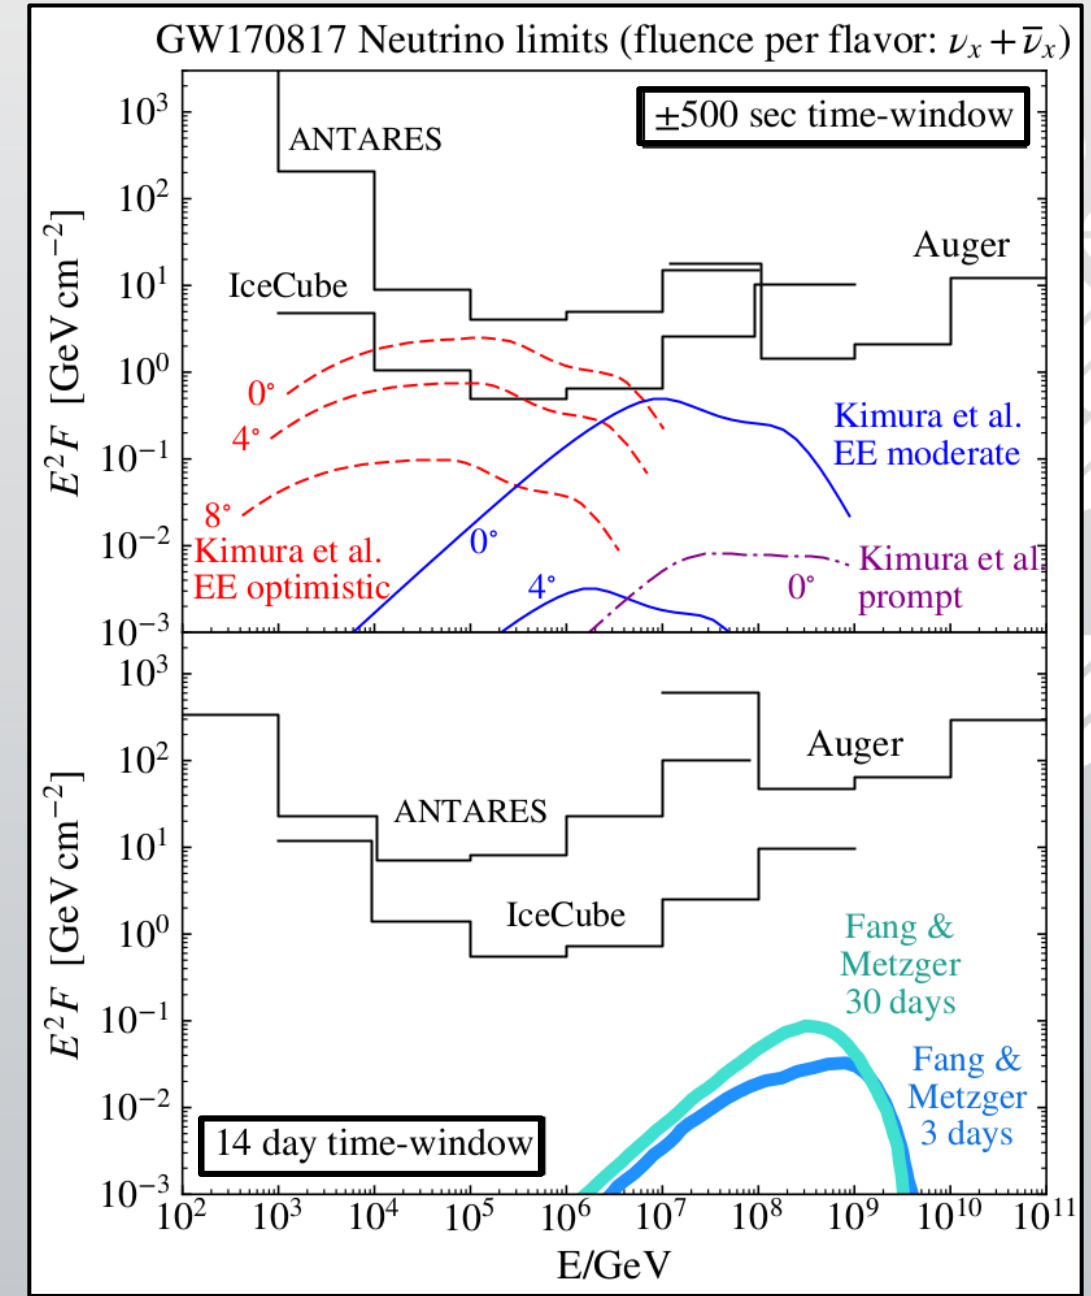 GW170817 Neutrino limits (fluence per flavor: νₓ + ν̅ₓ)
±500 sec time-window
E²F [GeV cm⁻²]
10³
10²
10¹
10⁰
10⁻¹
10⁻²
10⁻³
ANTARES
IceCube
Auger
0°
4°
8°
Kimura et al.
EE optimistic
Kimura et al.
EE moderate
0°
4°
Kimura et al.
prompt
0°
E²F [GeV cm⁻²]
10³
10²
10¹
10⁰
10⁻¹
10⁻²
10⁻³
Auger
ANTARES
IceCube
Fang &
Metzger
30 days
Fang &
Metzger
3 days
14 day time-window
10² 10³ 10⁴ 10⁵ 10⁶ 10⁷ 10⁸ 10⁹ 10¹⁰ 10¹¹
E/GeV